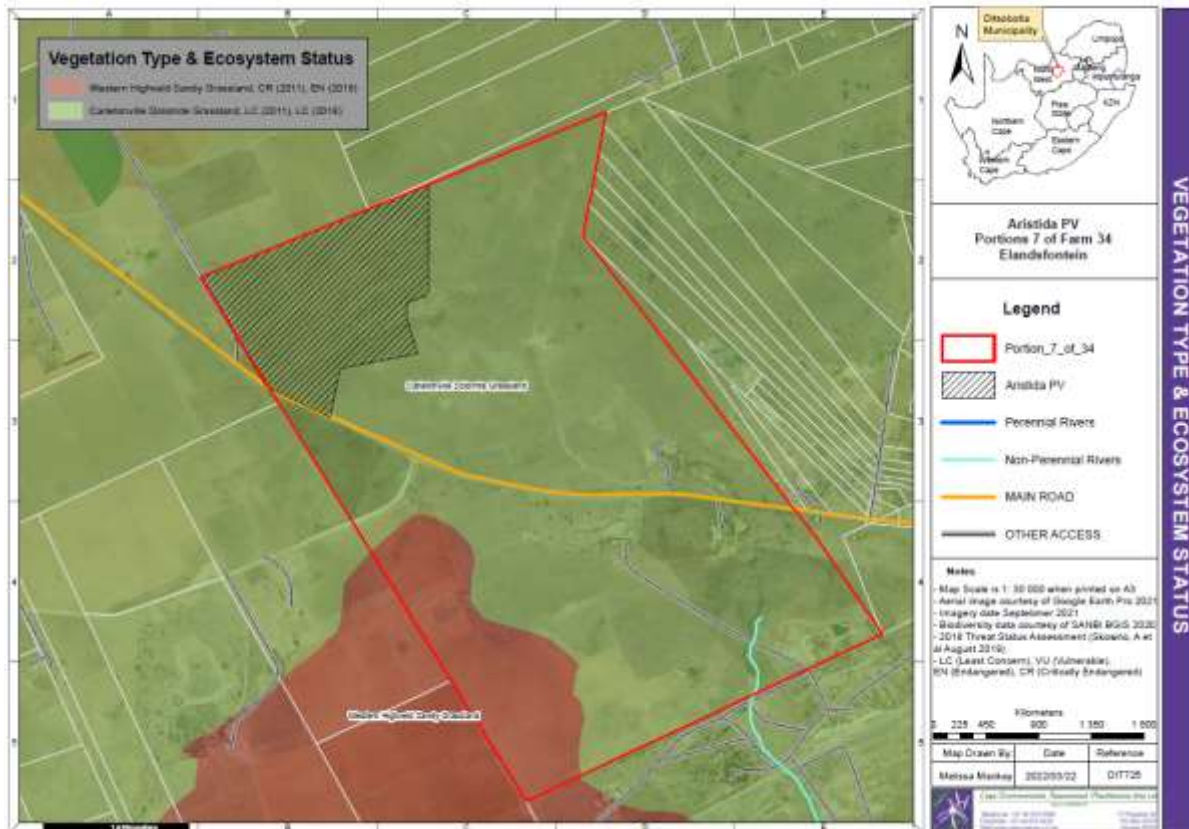 Vegetation Type & Ecosystem Status
Western Highveld Sandy Grassland, CR (2011), EN (2018)
Carletonville Dolomite Grassland, LC (2011), LC (2018)
A B C D E
1
2
3
4
5
Carletonville Dolomite Grassland
Western Highveld Sandy Grassland
Ditsobotla
Municipality
N
Limpopo
North
West
Mpumalanga
Free
State
KZN
Northern
Cape
Eastern
Cape
Western
Cape
Aristida PV
Portions 7 of Farm 34
Elandsfontein
Legend
Portion_7_of_34
Aristida PV
Perennial Rivers
Non-Perennial Rivers
MAIN ROAD
OTHER ACCESS
Notes
- Map Scale is 1: 30 000 when printed on A3
- Aerial image courtesy of Google Earth Pro 2021
- Imagery date September 2021
- Biodiversity data courtesy of SANBI BGIS 2020
- 2018 Threat Status Assessment (Skowno, A et
al August 2019)
- LC (Least Concern), VU (Vulnerable),
EN (Endangered), CR (Critically Endangered)
Kilometers
0 225 450 900 1 350 1 800
Map Drawn By: Date Reference
Melissa Mackay 2022/03/22 DIT725
VEGETATION TYPE & ECOSYSTEM STATUS